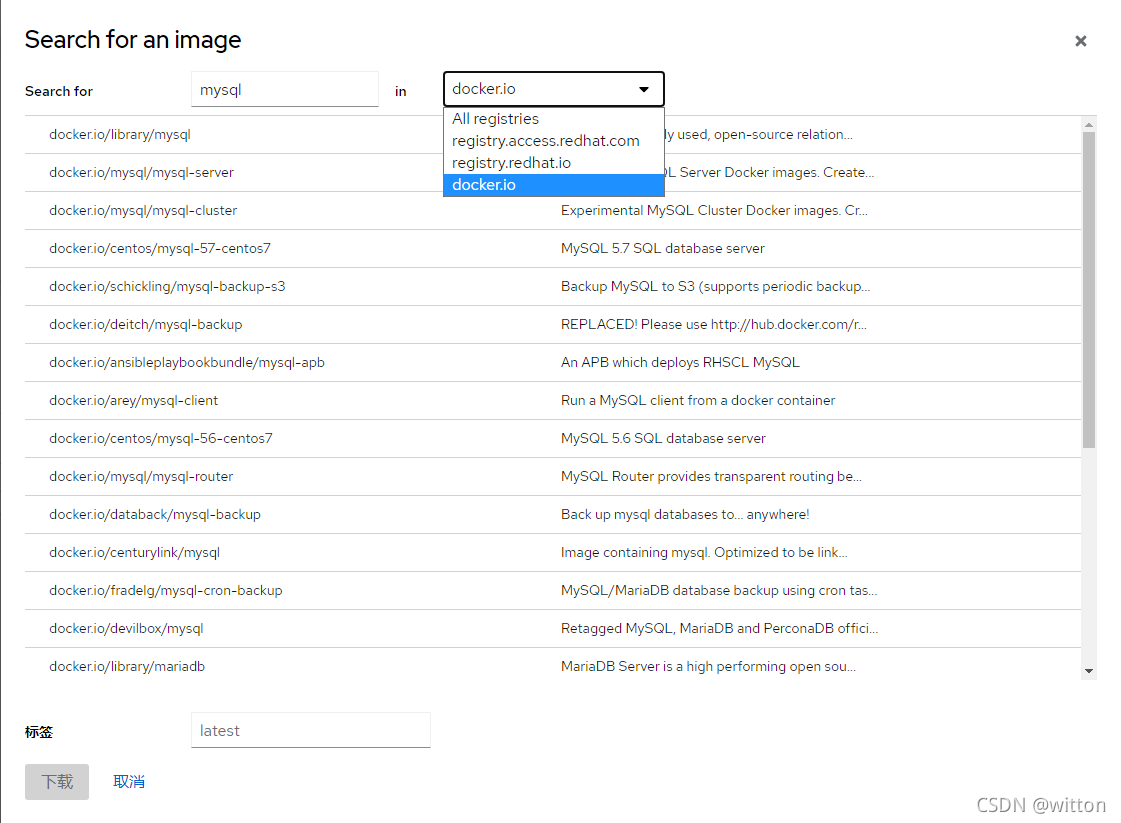 Search for an image
Search for mysql in docker.io
All registries
registry.access.redhat.com
registry.redhat.io
docker.io
docker.io/library/mysql used, open-source relation...
docker.io/mysql/mysql-server Server Docker images. Create...
docker.io/mysql/mysql-cluster Experimental MySQL Cluster Docker images. Cr...
docker.io/centos/mysql-57-centos7 MySQL 5.7 SQL database server
docker.io/schickling/mysql-backup-s3 Backup MySQL to S3 (supports periodic backup...
docker.io/deitch/mysql-backup REPLACED! Please use http://hub.docker.com/r...
docker.io/ansibleplaybookbundle/mysql-apb An APB which deploys RHSCL MySQL
docker.io/arey/mysql-client Run a MySQL client from a docker container
docker.io/centos/mysql-56-centos7 MySQL 5.6 SQL database server
docker.io/mysql/mysql-router MySQL Router provides transparent routing be...
docker.io/databack/mysql-backup Back up mysql databases to... anywhere!
docker.io/centurylink/mysql Image containing mysql. Optimized to be link...
docker.io/fradelg/mysql-cron-backup MySQL/MariaDB database backup using cron tas...
docker.io/devilbox/mysql Retagged MySQL, MariaDB and PerconaDB offici...
docker.io/library/mariadb MariaDB Server is a high performing open sou...
标签 latest
下载 取消
CSDN @witton